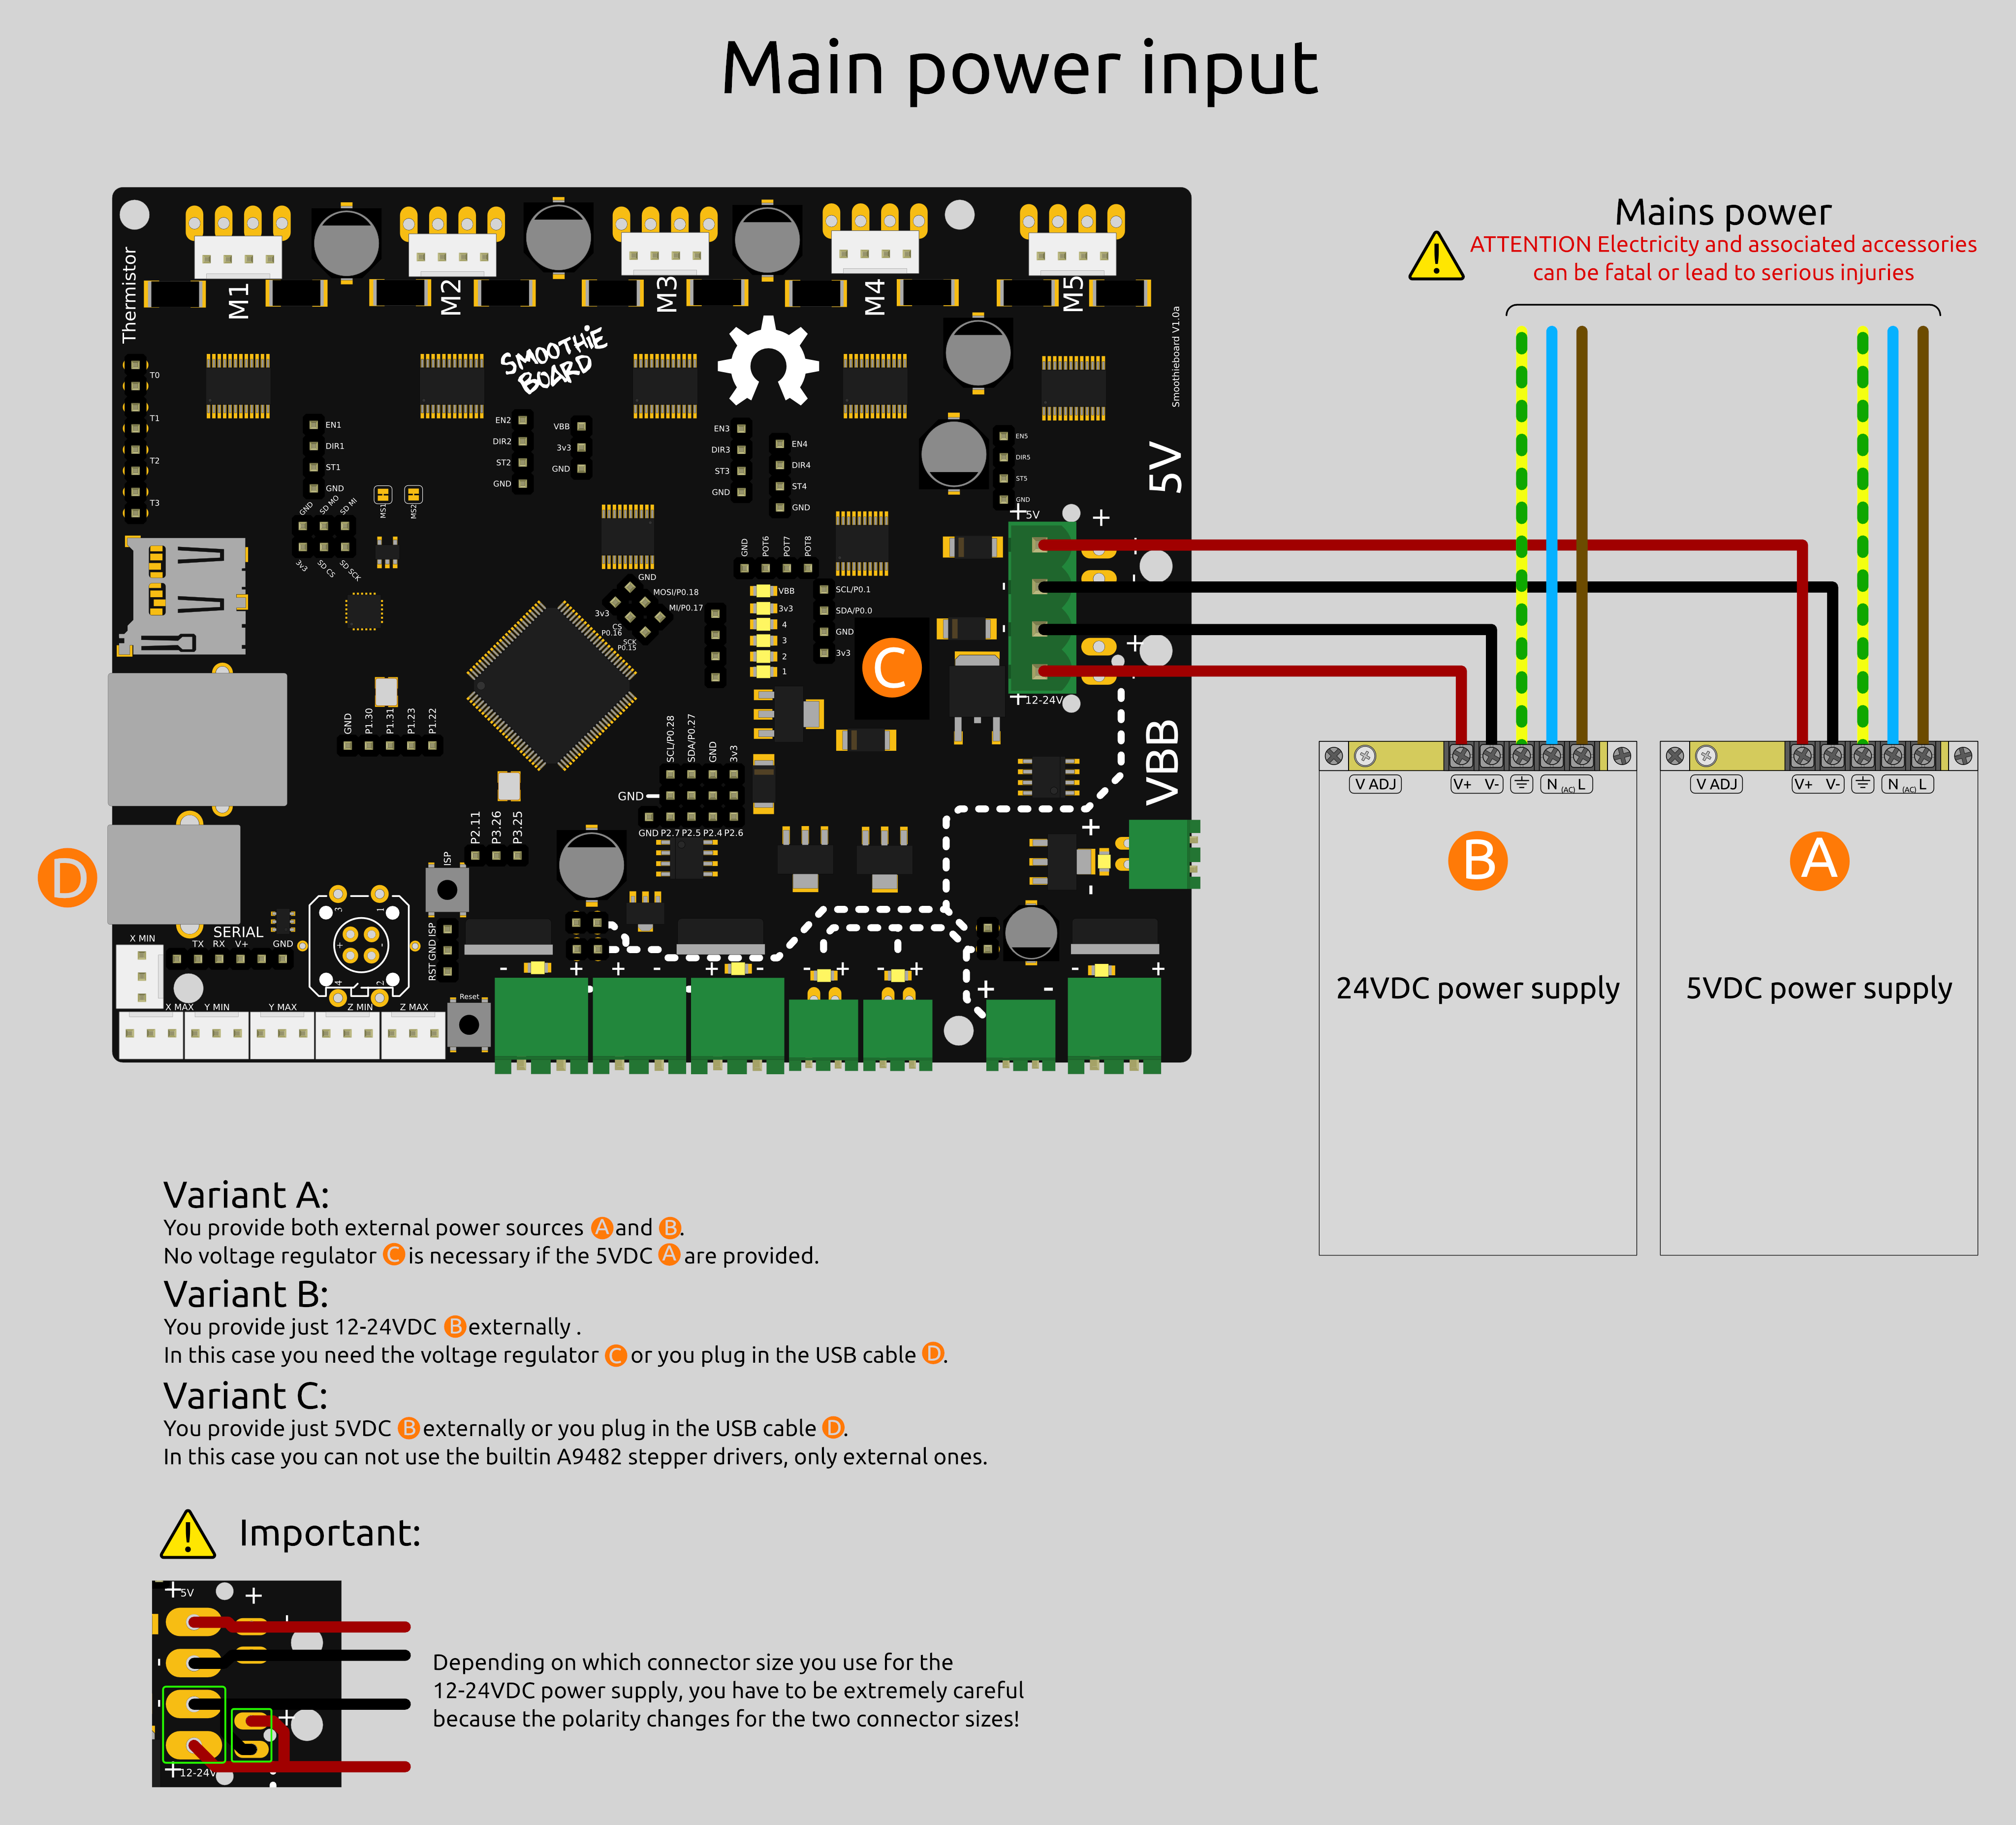 Main power input
Mains power
ATTENTION Electricity and associated accessories
can be fatal or lead to serious injuries
Thermistor
M1
M2
M3
M4
M5
SMOOTHIE
BOARD
Smoothieboard V1.0a
T0
T1
T2
T3
EN1
DIR1
ST1
GND
EN2
DIR2
ST2
GND
VBB
3v3
GND
EN3
DIR3
ST3
GND
EN4
DIR4
ST4
GND
EN5
DIR5
ST5
GND
5V
GND SD MO SD MI
3v3 SD CS SD SCK
MS1
MS2
+5V +
- -
- +
+12-24V
VBB
GND POT6 POT7 POT8
GND
MOSI/P0.18
MI/P0.17
3v3
CS
P0.16
SCK
P0.15
VBB
3v3
4
3
2
1
SCL/P0.1
SDA/P0.0
GND
3v3
C
GND P1.30 P1.31 P1.23 P1.22
SCL/P0.28 SDA/P0.27 GND 3v3
GND
GND P2.7 P2.5 P2.4 P2.6
P2.11 P3.26 P3.25
ISP
ISP
GND
RST
D
SERIAL
TX RX V+ GND
X MIN
3 1
+ -
4 2
X MAX Y MIN Y MAX Z MIN Z MAX
Reset
- + + - + - - + - + + - - +
+
-
V ADJ V+ V- N (AC) L
V ADJ V+ V- N (AC) L
B
A
24VDC power supply
5VDC power supply
Variant A:
You provide both external power sources A and B.
No voltage regulator C is necessary if the 5VDC A are provided.
Variant B:
You provide just 12-24VDC B externally .
In this case you need the voltage regulator C or you plug in the USB cable D.
Variant C:
You provide just 5VDC B externally or you plug in the USB cable D.
In this case you can not use the builtin A9482 stepper drivers, only external ones.
Important:
+5V +
-
- +
+12-24V
Depending on which connector size you use for the
12-24VDC power supply, you have to be extremely careful
because the polarity changes for the two connector sizes!